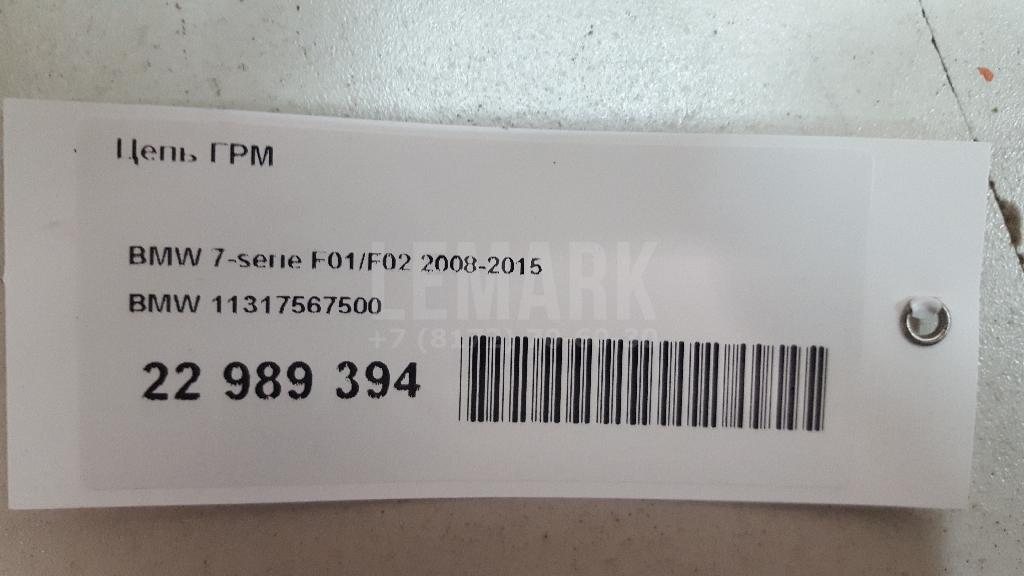 Цепь ГРМ
BMW 7-serie F01/F02 2008-2015
LEMARK
BMW 11317567500
22 989 394